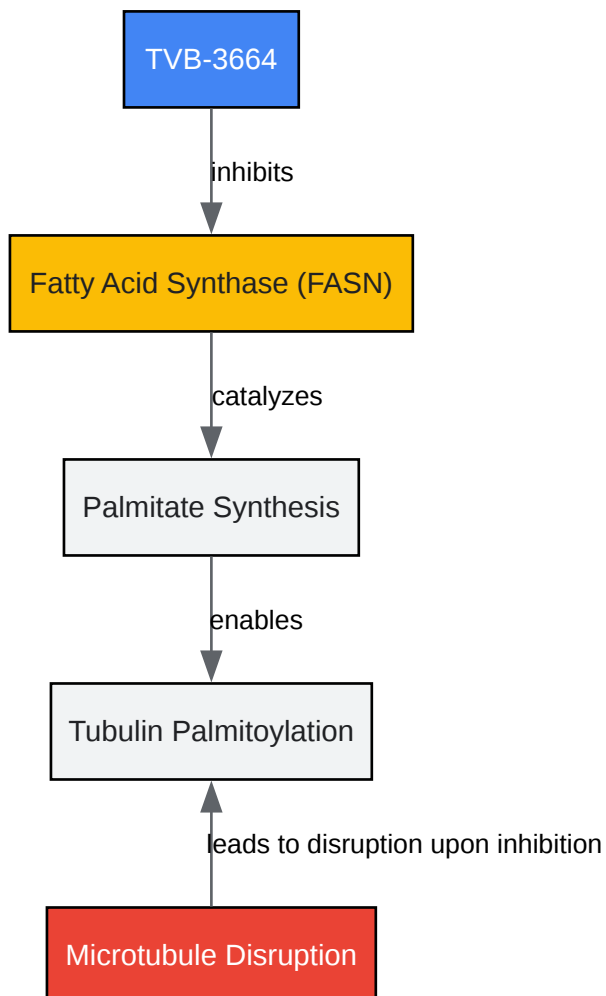 TVB-3664
inhibits
Fatty Acid Synthase (FASN)
catalyzes
Palmitate Synthesis
enables
Tubulin Palmitoylation
leads to disruption upon inhibition
Microtubule Disruption